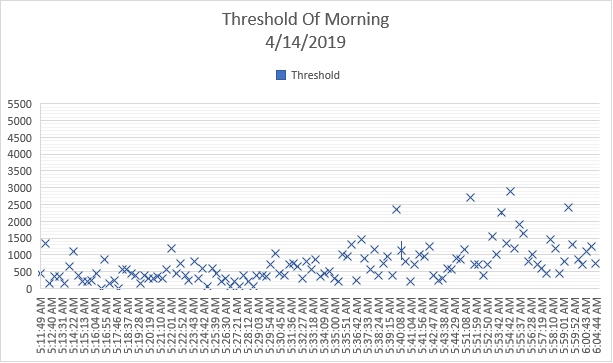 Threshold Of Morning
4/14/2019
Threshold
5500
5000
4500
4000
3500
3000
2500
2000
1500
1000
500
0
5:11:49 AM
5:12:40 AM
5:13:31 AM
5:14:22 AM
5:15:13 AM
5:16:04 AM
5:16:55 AM
5:17:46 AM
5:18:37 AM
5:19:28 AM
5:20:19 AM
5:21:10 AM
5:22:01 AM
5:22:52 AM
5:23:43 AM
5:24:42 AM
5:25:39 AM
5:26:30 AM
5:27:21 AM
5:28:12 AM
5:29:03 AM
5:29:54 AM
5:30:45 AM
5:31:36 AM
5:32:27 AM
5:33:18 AM
5:34:09 AM
5:35:00 AM
5:35:51 AM
5:36:42 AM
5:37:33 AM
5:38:24 AM
5:39:15 AM
5:40:08 AM
5:41:04 AM
5:41:56 AM
5:42:47 AM
5:43:38 AM
5:44:29 AM
5:51:08 AM
5:51:59 AM
5:52:50 AM
5:54:42 AM
5:55:37 AM
5:56:28 AM
5:57:19 AM
5:58:10 AM
5:59:01 AM
5:59:52 AM
6:00:43 AM
6:04:44 AM